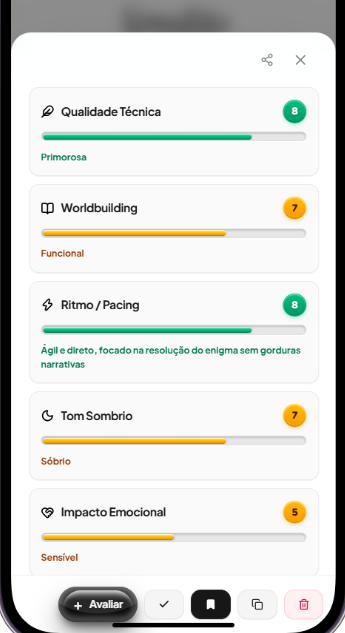 Qualidade Técnica
8
Primorosa
Worldbuilding
7
Funcional
Ritmo / Pacing
8
Ágil e direto, focado na resolução do enigma sem gorduras
narrativas
Tom Sombrio
7
Sóbrio
Impacto Emocional
5
Sensível
+ Avaliar